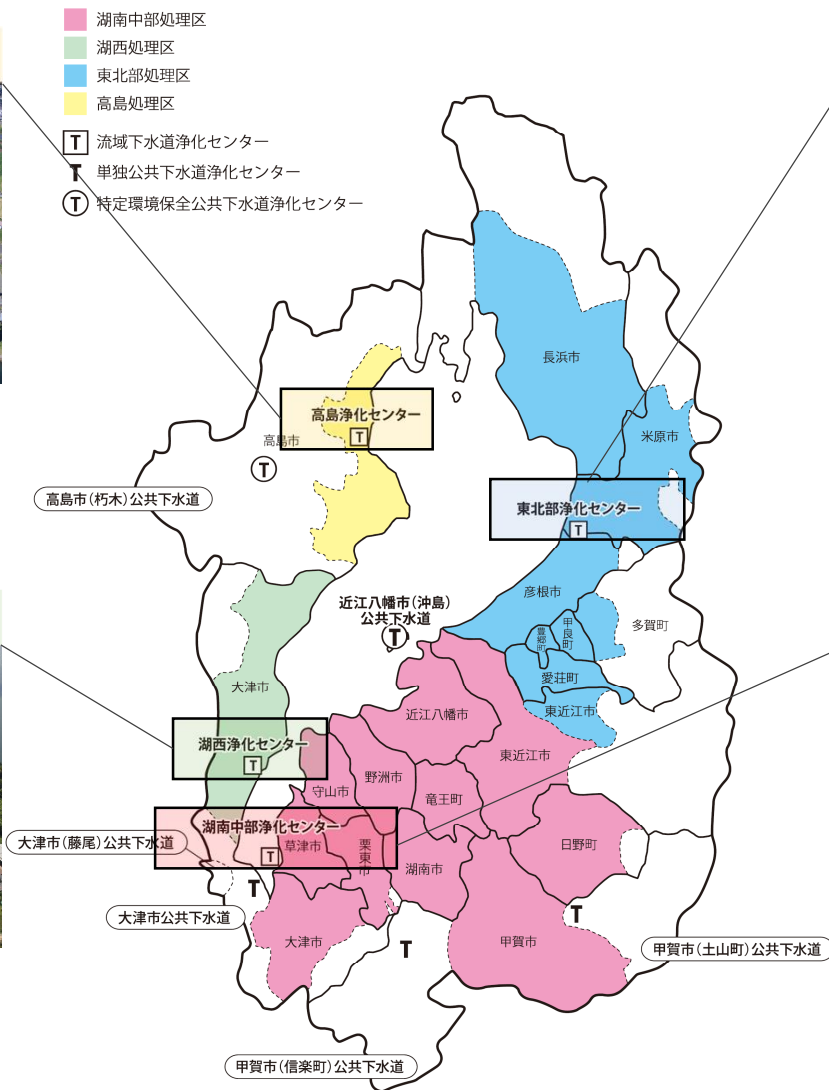 湖南中部処理区
湖西処理区
東北部処理区
高島処理区
T 流域下水道浄化センター
T 単独公共下水道浄化センター
T 特定環境保全公共下水道浄化センター
長浜市
米原市
高島浄化センター
T
高島市
T
高島市(朽木)公共下水道
東北部浄化センター
T
彦根市
近江八幡市(沖島)
公共下水道
T
豊郷町
甲良町
多賀町
愛荘町
東近江市
大津市
近江八幡市
東近江市
湖西浄化センター
T
野洲市
守山市
竜王町
湖南中部浄化センター
T
草津市
栗東市
日野町
湖南市
大津市(藤尾)公共下水道
T
大津市公共下水道
T
大津市
T
甲賀市
甲賀市(土山町)公共下水道
甲賀市(信楽町)公共下水道